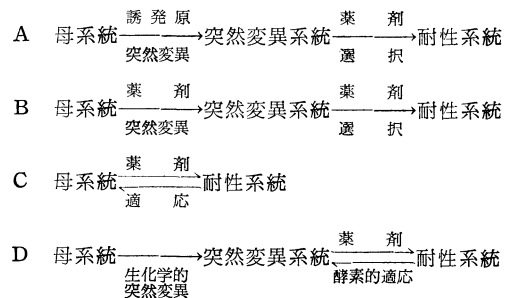 誘発原 薬剤
A 母系統 突然変異系統 耐性系統
突然変異 選択
薬剤 薬剤
B 母系統 突然変異系統 耐性系統
突然変異 選択
薬剤
C 母系統 耐性系統
適応
薬剤
D 母系統 突然変異系統 耐性系統
生化学的 酵素的適応
突然変異